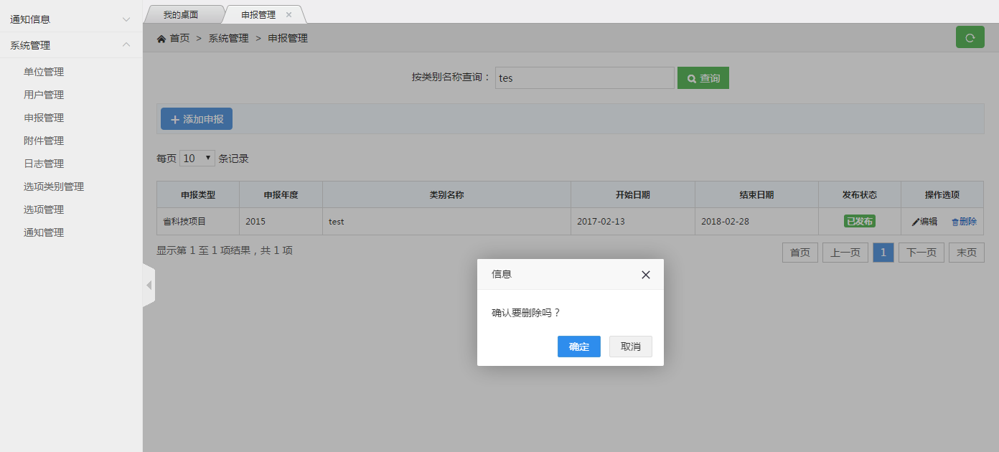 通知信息
系统管理
单位管理
用户管理
申报管理
附件管理
日志管理
选项类别管理
选项管理
通知管理
我的桌面 申报管理
首页 > 系统管理 > 申报管理
按类别名称查询： tes 查询
添加申报
每页 10 条记录
申报类型 申报年度 类别名称 开始日期 结束日期 发布状态 操作选项
省科技项目 2015 test 2017-02-13 2018-02-28 已发布 编辑 删除
显示第 1 至 1 项结果，共 1 项 首页 上一页 1 下一页 末页
信息
确认要删除吗？
确定 取消